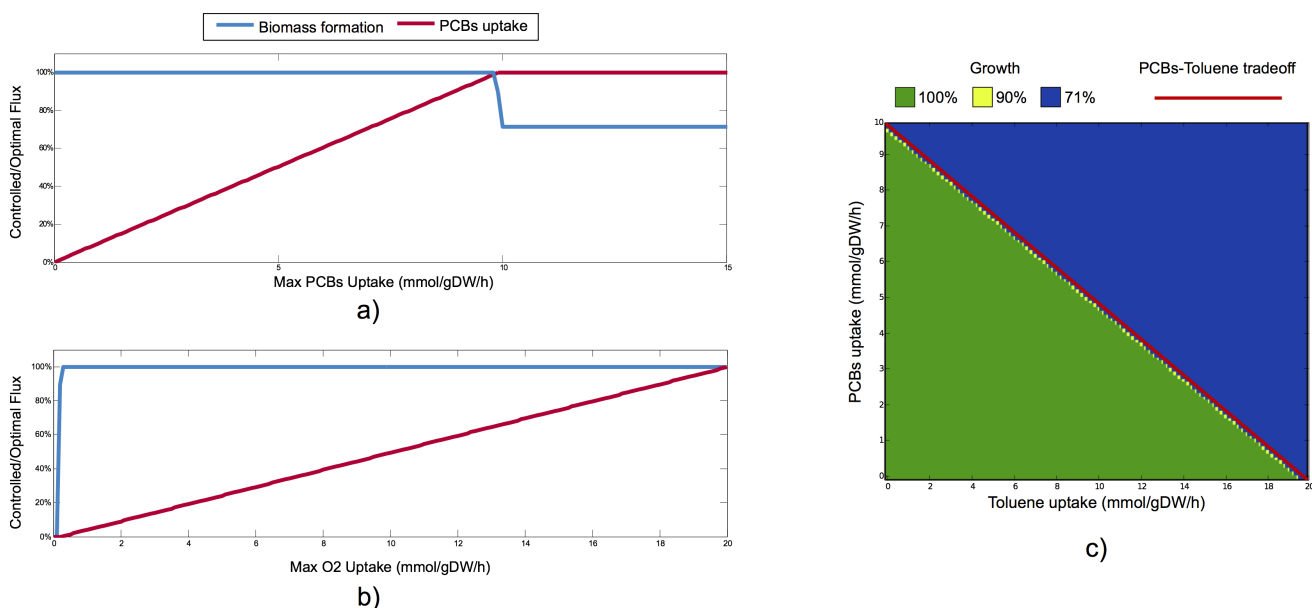 Biomass formation PCBs uptake
Controlled/Optimal Flux
100%
80%
60%
40%
20%
0%
0 5 10 15
Max PCBs Uptake (mmol/gDW/h)
a)
Controlled/Optimal Flux
100%
80%
60%
40%
20%
0%
0 2 4 6 8 10 12 14 16 18 20
Max O2 Uptake (mmol/gDW/h)
b)
Growth PCBs-Toluene tradeoff
100% 90% 71%
PCBs uptake (mmol/gDW/h)
10
9
8
7
6
5
4
3
2
1
0
0 2 4 6 8 10 12 14 16 18 20
Toluene uptake (mmol/gDW/h)
c)